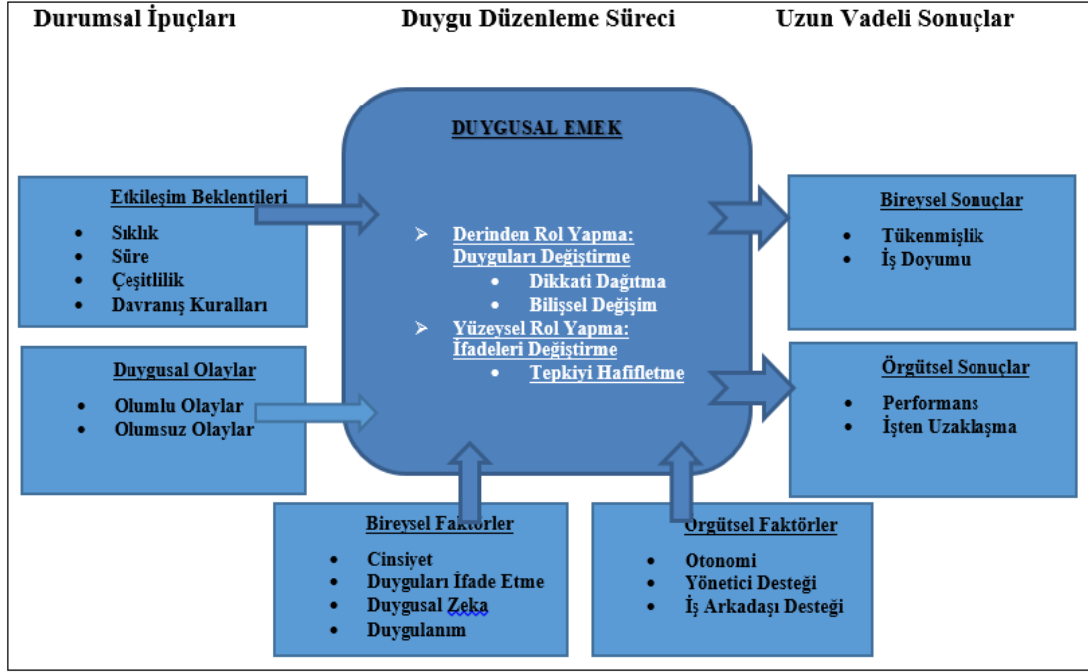 Durumsal İpuçları
Duygu Düzenleme Süreci
Uzun Vadeli Sonuçlar
Etkileşim Beklentileri
• Sıklık
• Süre
• Çeşitlilik
• Davranış Kuralları
Duygusal Olaylar
• Olumlu Olaylar
• Olumsuz Olaylar
DUYGUSAL EMEK
➢ Derinden Rol Yapma:
Duyguları Değiştirme
• Dikkati Dağıtma
• Bilişsel Değişim
➢ Yüzeysel Rol Yapma:
İfadeleri Değiştirme
• Tepkiyi Hafifletme
Bireysel Sonuçlar
• Tükenmişlik
• İş Doyumu
Örgütsel Sonuçlar
• Performans
• İşten Uzaklaşma
Bireysel Faktörler
• Cinsiyet
• Duyguları İfade Etme
• Duygusal Zeka
• Duygulanım
Örgütsel Faktörler
• Otonomi
• Yönetici Desteği
• İş Arkadaşı Desteği